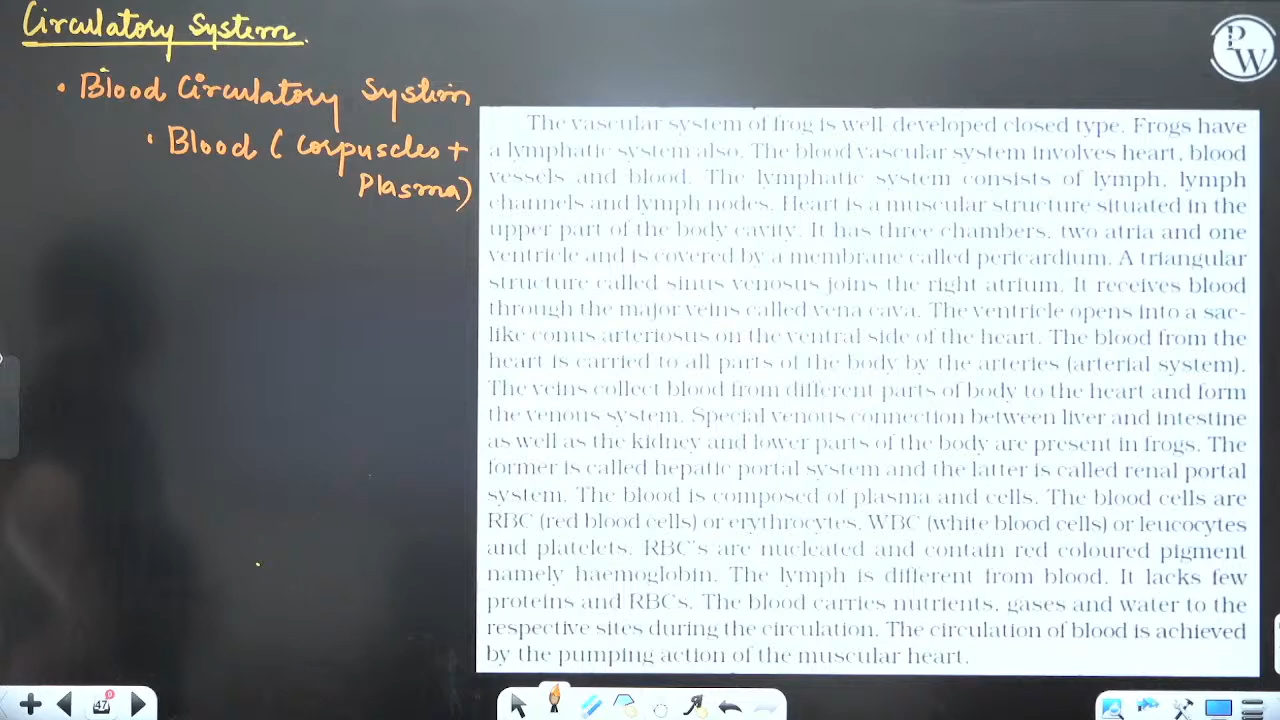 Circulatory System.
• Blood Circulatory System
• Blood ( Corpuscles +
Plasma)
PW
The vascular system of frog is well-developed closed type. Frogs have
a lymphatic system also. The blood vascular system involves heart, blood
vessels and blood. The lymphatic system consists of lymph, lymph
channels and lymph nodes. Heart is a muscular structure situated in the
upper part of the body cavity. It has three chambers, two atria and one
ventricle and is covered by a membrane called pericardium. A triangular
structure called sinus venosus joins the right atrium. It receives blood
through the major veins called vena cava. The ventricle opens into a sac-
like conus arteriosus on the ventral side of the heart. The blood from the
heart is carried to all parts of the body by the arteries (arterial system).
The veins collect blood from different parts of body to the heart and form
the venous system. Special venous connection between liver and intestine
as well as the kidney and lower parts of the body are present in frogs. The
former is called hepatic portal system and the latter is called renal portal
system. The blood is composed of plasma and cells. The blood cells are
RBC (red blood cells) or erythrocytes, WBC (white blood cells) or leucocytes
and platelets. RBC's are nucleated and contain red coloured pigment
namely haemoglobin. The lymph is different from blood. It lacks few
proteins and RBCs. The blood carries nutrients, gases and water to the
respective sites during the circulation. The circulation of blood is achieved
by the pumping action of the muscular heart.
47